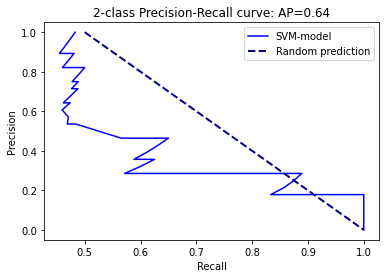 2-class Precision-Recall curve: AP=0.64
SVM-model
Random prediction
Precision
1.0
0.8
0.6
0.4
0.2
0.0
0.5
0.6
0.7
0.8
0.9
1.0
Recall